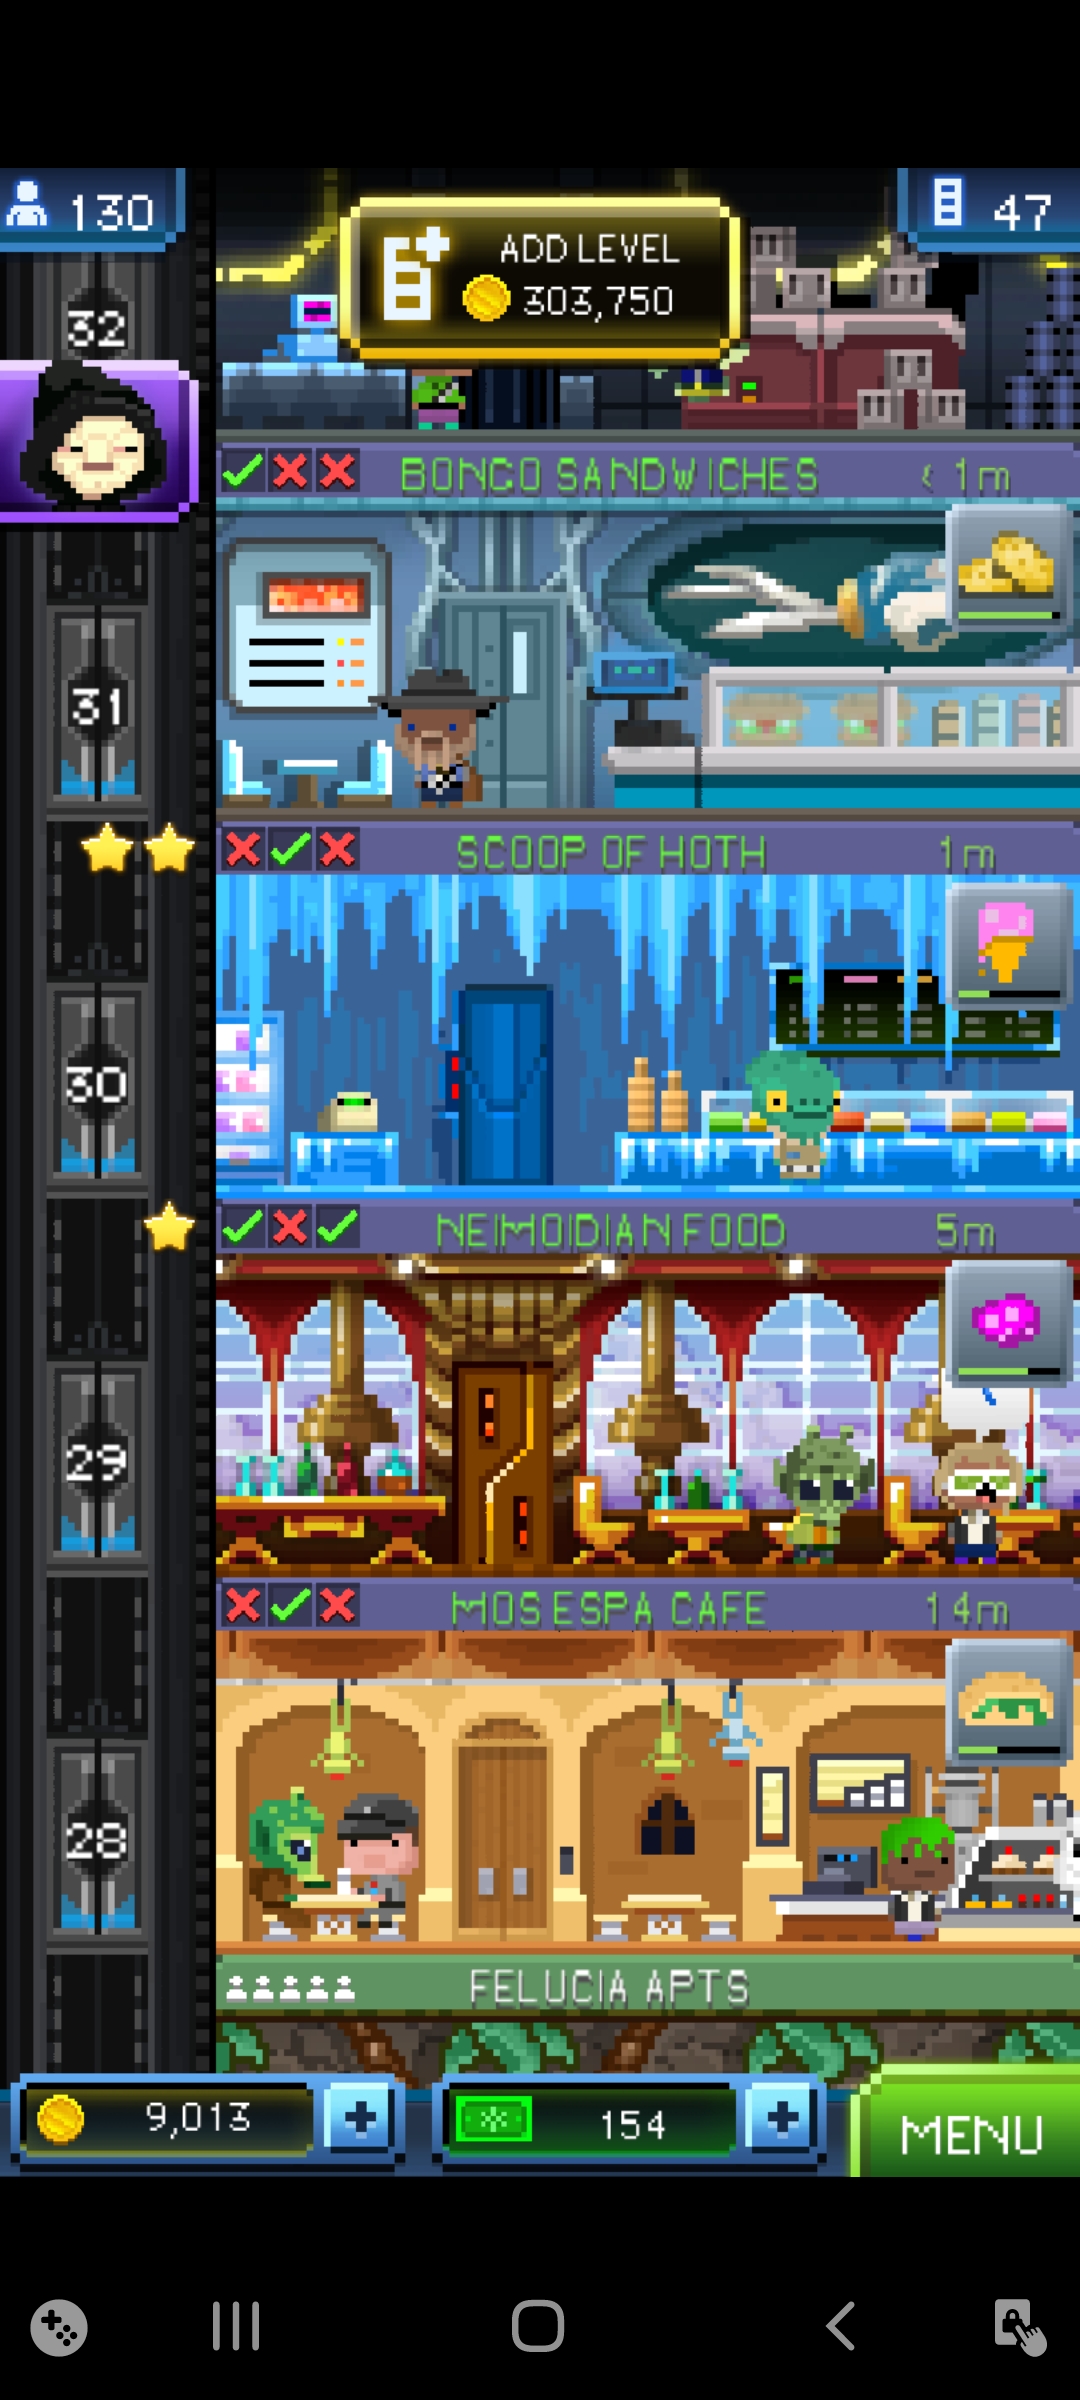 130
ADD LEVEL
303,750
47
32
BONGO SANDWICHES < 1m
31
SCOOP OF HOTH 1m
30
NEIMOIDIAN FOOD 5m
29
MOS ESPA CAFE 14m
28
FELUCIA APTS
9,013
154
MENU